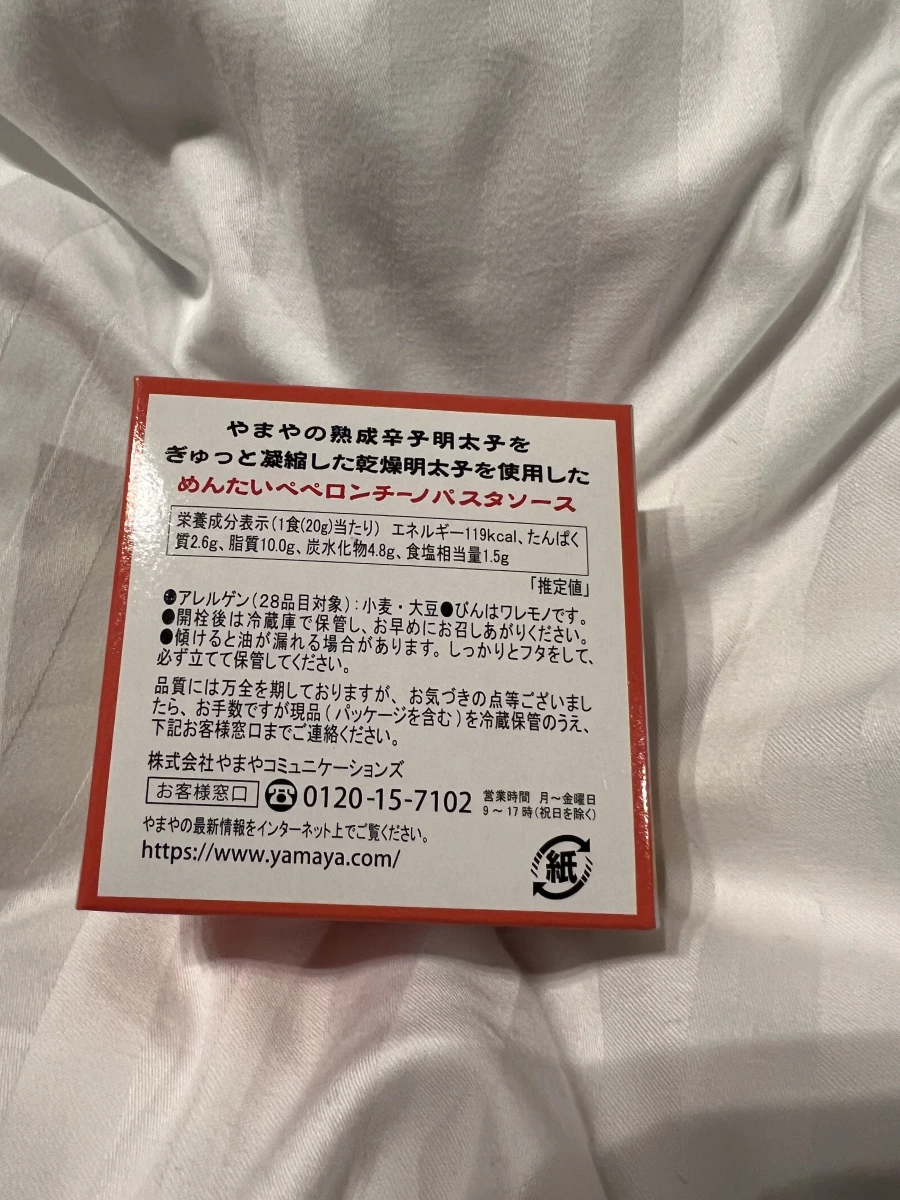 やまやの熟成辛子明太子を
ぎゅっと凝縮した乾燥明太子を使用した
めんたいペペロンチーノパスタソース
栄養成分表示(1食(20g)当たり) エネルギー119kcal、たんぱく
質2.6g、脂質10.0g、炭水化物4.8g、食塩相当量1.5g
「推定値」
●アレルゲン(28品目対象):小麦・大豆●びんはワレモノです。
●開栓後は冷蔵庫で保管し、お早めにお召しあがりください。
●傾けると油が漏れる場合があります。しっかりとフタをして、
必ず立てて保管してください。
品質には万全を期しておりますが、お気づきの点等ございまし
たら、お手数ですが現品(パッケージを含む)を冷蔵保管のうえ、
下記お客様窓口までご連絡ください。
株式会社やまやコミュニケーションズ
お客様窓口 0120-15-7102 営業時間 月〜金曜日
9〜17時(祝日を除く)
やまやの最新情報をインターネット上でご覧ください。
https://www.yamaya.com/
紙